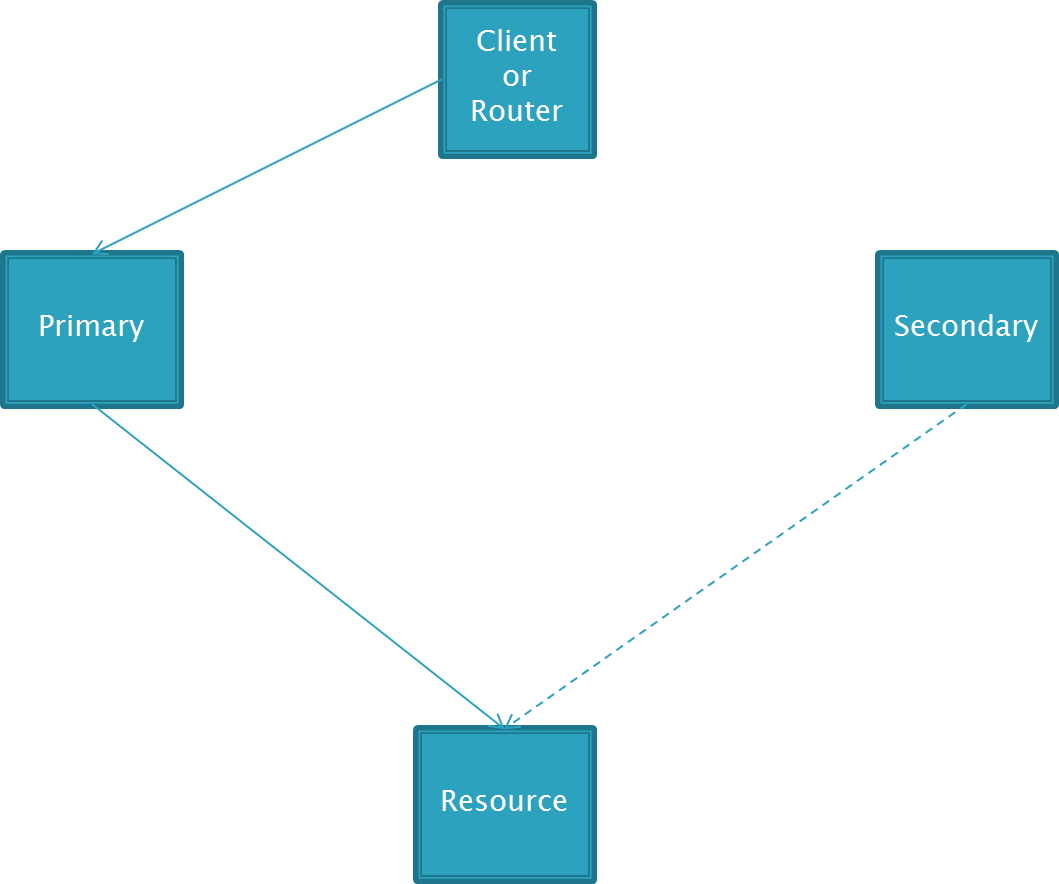 Client
or
Router
Primary
Secondary
Resource